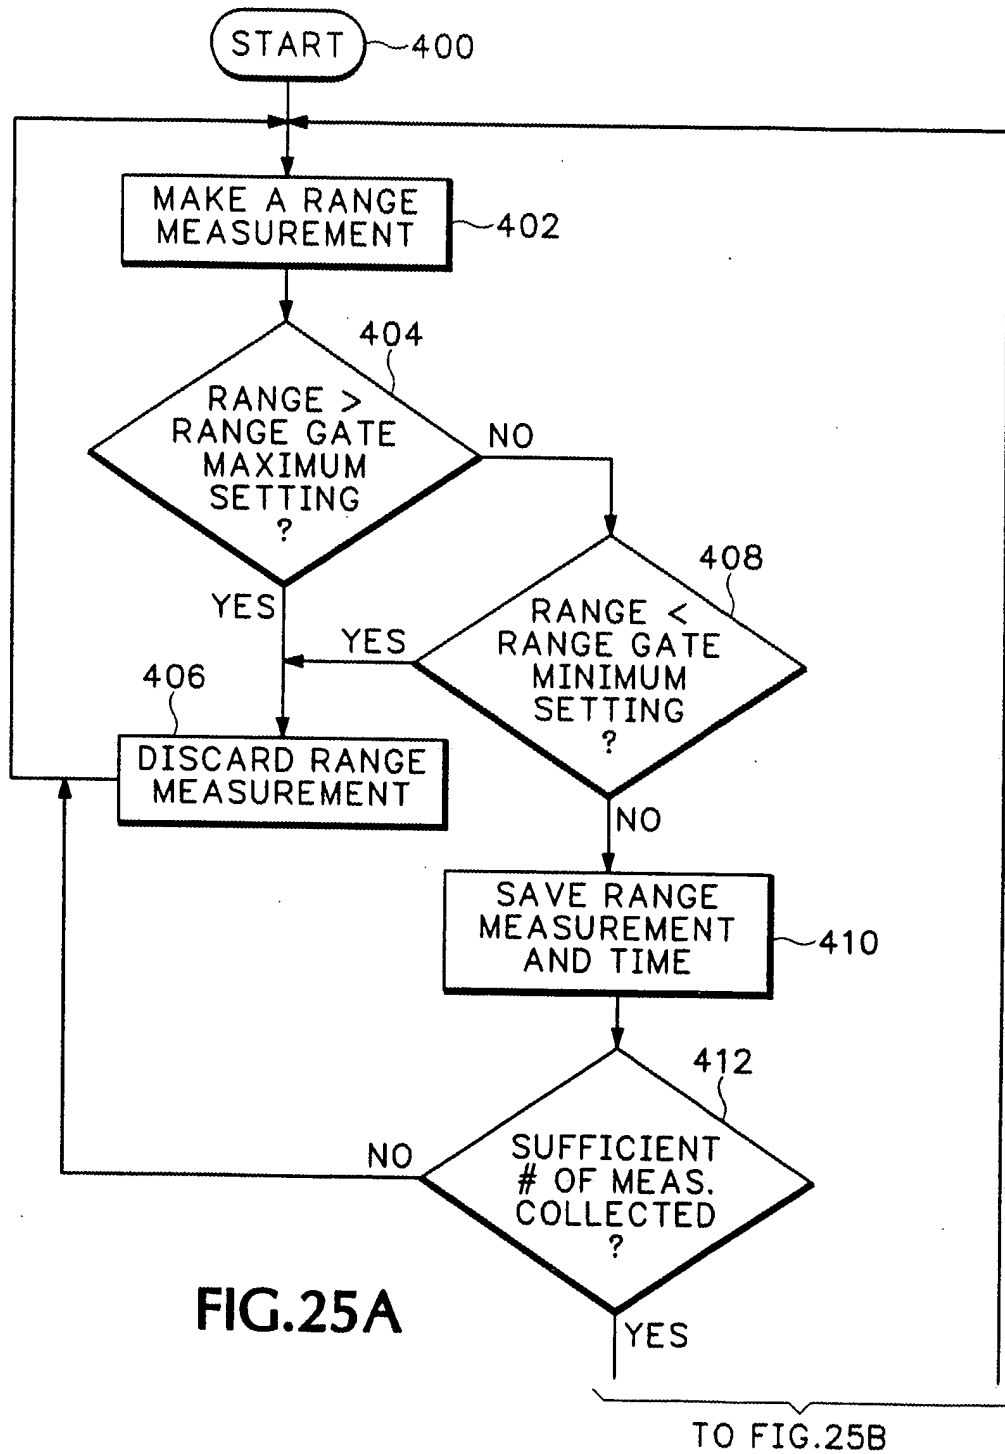 START
400
MAKE A RANGE
MEASUREMENT
402
404
RANGE >
RANGE GATE
MAXIMUM
SETTING
?
NO
YES
408
RANGE <
RANGE GATE
MINIMUM
SETTING
?
YES
NO
406
DISCARD RANGE
MEASUREMENT
SAVE RANGE
MEASUREMENT
AND TIME
410
412
SUFFICIENT
# OF MEAS.
COLLECTED
?
NO
YES
FIG.25A
TO FIG.25B